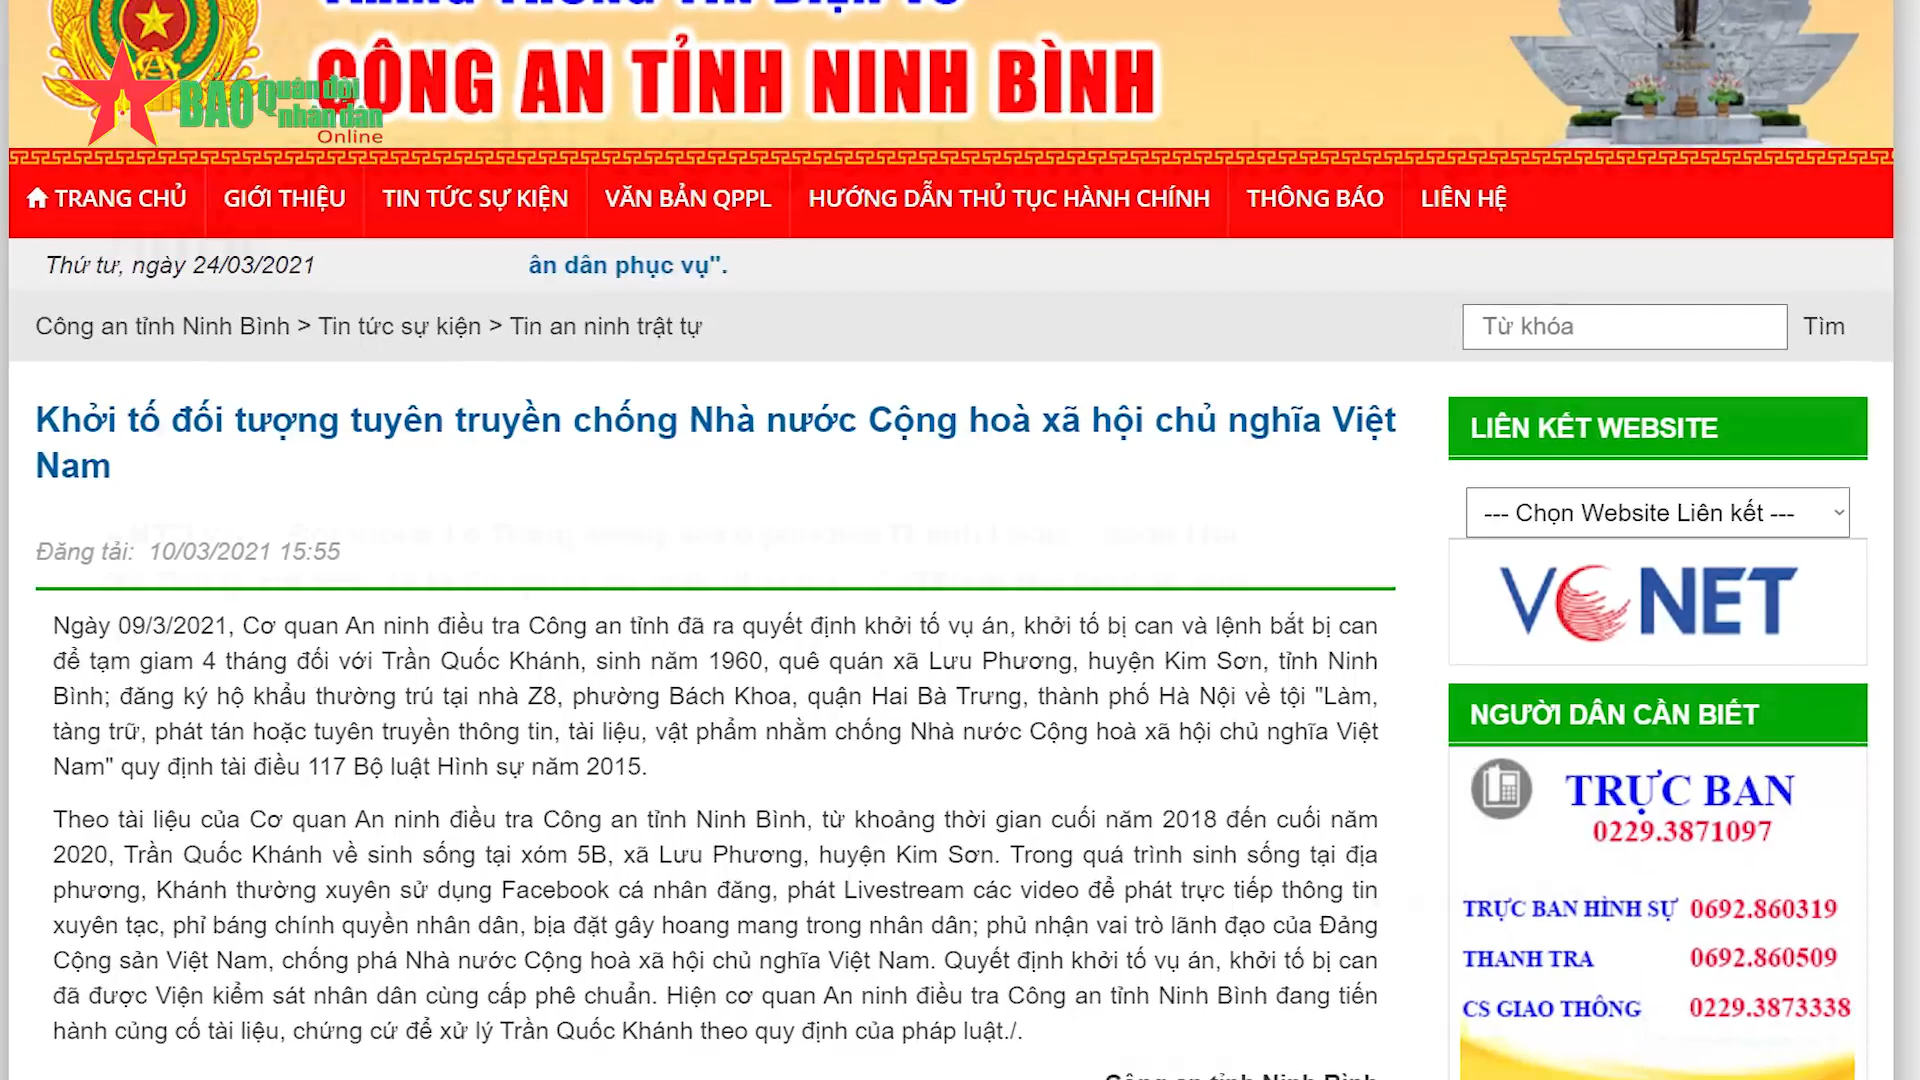 TRANG THÔNG TIN ĐIỆN TỬ
CÔNG AN TỈNH NINH BÌNH
BÁO Quân đội
nhân dân
Online
TRANG CHỦ GIỚI THIỆU TIN TỨC SỰ KIỆN VĂN BẢN QPPL HƯỚNG DẪN THỦ TỤC HÀNH CHÍNH THÔNG BÁO LIÊN HỆ
Thứ tư, ngày 24/03/2021
ân dân phục vụ".
Công an tỉnh Ninh Bình > Tin tức sự kiện > Tin an ninh trật tự
Từ khóa Tìm
Khởi tố đối tượng tuyên truyền chống Nhà nước Cộng hoà xã hội chủ nghĩa Việt
Nam
Đăng tải: 10/03/2021 15:55
Ngày 09/3/2021, Cơ quan An ninh điều tra Công an tỉnh đã ra quyết định khởi tố vụ án, khởi tố bị can và lệnh bắt bị can
để tạm giam 4 tháng đối với Trần Quốc Khánh, sinh năm 1960, quê quán xã Lưu Phương, huyện Kim Sơn, tỉnh Ninh
Bình; đăng ký hộ khẩu thường trú tại nhà Z8, phường Bách Khoa, quận Hai Bà Trưng, thành phố Hà Nội về tội "Làm,
tàng trữ, phát tán hoặc tuyên truyền thông tin, tài liệu, vật phẩm nhằm chống Nhà nước Cộng hoà xã hội chủ nghĩa Việt
Nam" quy định tài điều 117 Bộ luật Hình sự năm 2015.
Theo tài liệu của Cơ quan An ninh điều tra Công an tỉnh Ninh Bình, từ khoảng thời gian cuối năm 2018 đến cuối năm
2020, Trần Quốc Khánh về sinh sống tại xóm 5B, xã Lưu Phương, huyện Kim Sơn. Trong quá trình sinh sống tại địa
phương, Khánh thường xuyên sử dụng Facebook cá nhân đăng, phát Livestream các video để phát trực tiếp thông tin
xuyên tạc, phỉ báng chính quyền nhân dân, bịa đặt gây hoang mang trong nhân dân; phủ nhận vai trò lãnh đạo của Đảng
Cộng sản Việt Nam, chống phá Nhà nước Cộng hoà xã hội chủ nghĩa Việt Nam. Quyết định khởi tố vụ án, khởi tố bị can
đã được Viện kiểm sát nhân dân cùng cấp phê chuẩn. Hiện cơ quan An ninh điều tra Công an tỉnh Ninh Bình đang tiến
hành củng cố tài liệu, chứng cứ để xử lý Trần Quốc Khánh theo quy định của pháp luật./.
Công an tỉnh Ninh Bình
LIÊN KẾT WEBSITE
--- Chọn Website Liên kết ---
VCNET
NGƯỜI DÂN CẦN BIẾT
TRỰC BAN
0229.3871097
TRỰC BAN HÌNH SỰ 0692.860319
THANH TRA 0692.860509
CS GIAO THÔNG 0229.3873338